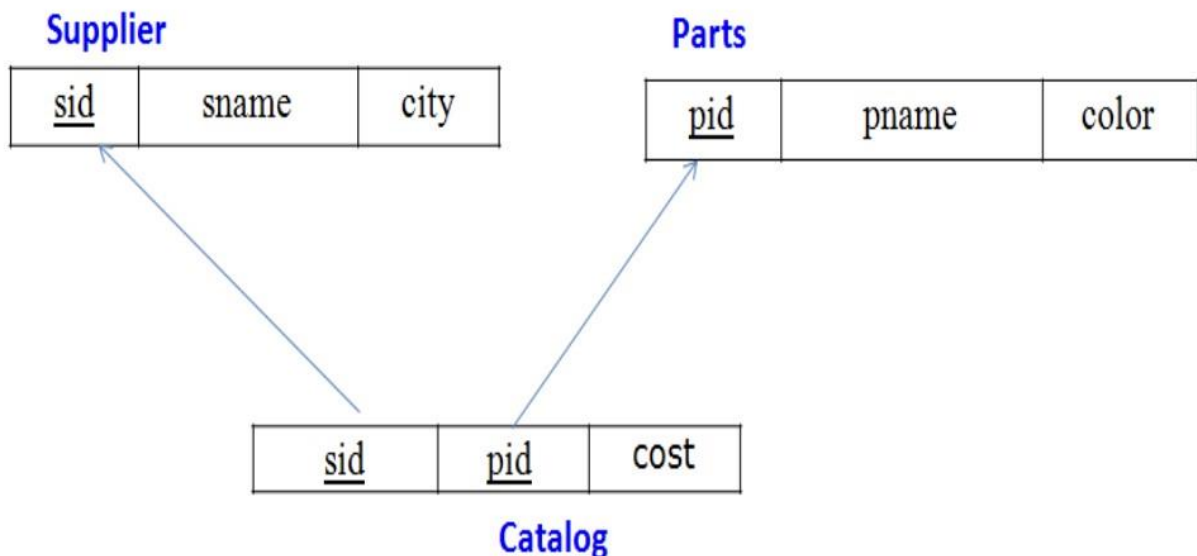 Supplier
Parts
sid sname city
pid pname color
sid pid cost
Catalog